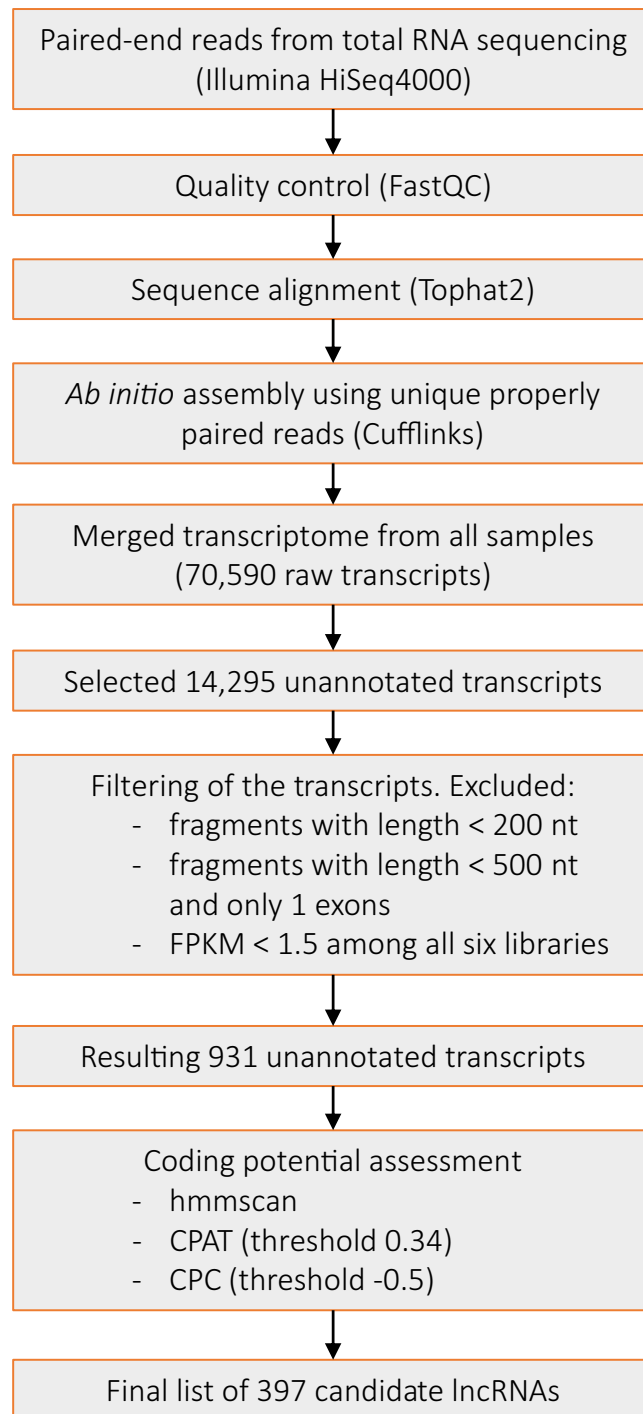 Paired-end reads from total RNA sequencing
(Illumina HiSeq4000)
Quality control (FastQC)
Sequence alignment (Tophat2)
Ab initio assembly using unique properly
paired reads (Cufflinks)
Merged transcriptome from all samples
(70,590 raw transcripts)
Selected 14,295 unannotated transcripts
Filtering of the transcripts. Excluded:
- fragments with length < 200 nt
- fragments with length < 500 nt
and only 1 exons
- FPKM < 1.5 among all six libraries
Resulting 931 unannotated transcripts
Coding potential assessment
- hmmscan
- CPAT (threshold 0.34)
- CPC (threshold -0.5)
Final list of 397 candidate lncRNAs